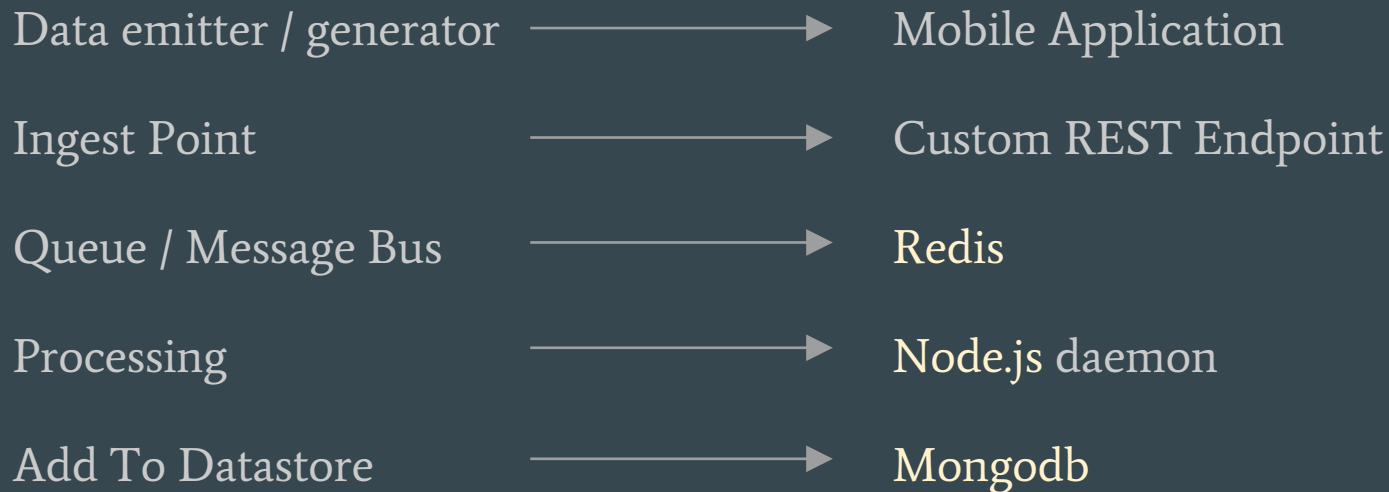 Data emitter / generator Mobile Application
Ingest Point Custom REST Endpoint
Queue / Message Bus Redis
Processing Node.js daemon
Add To Datastore Mongodb